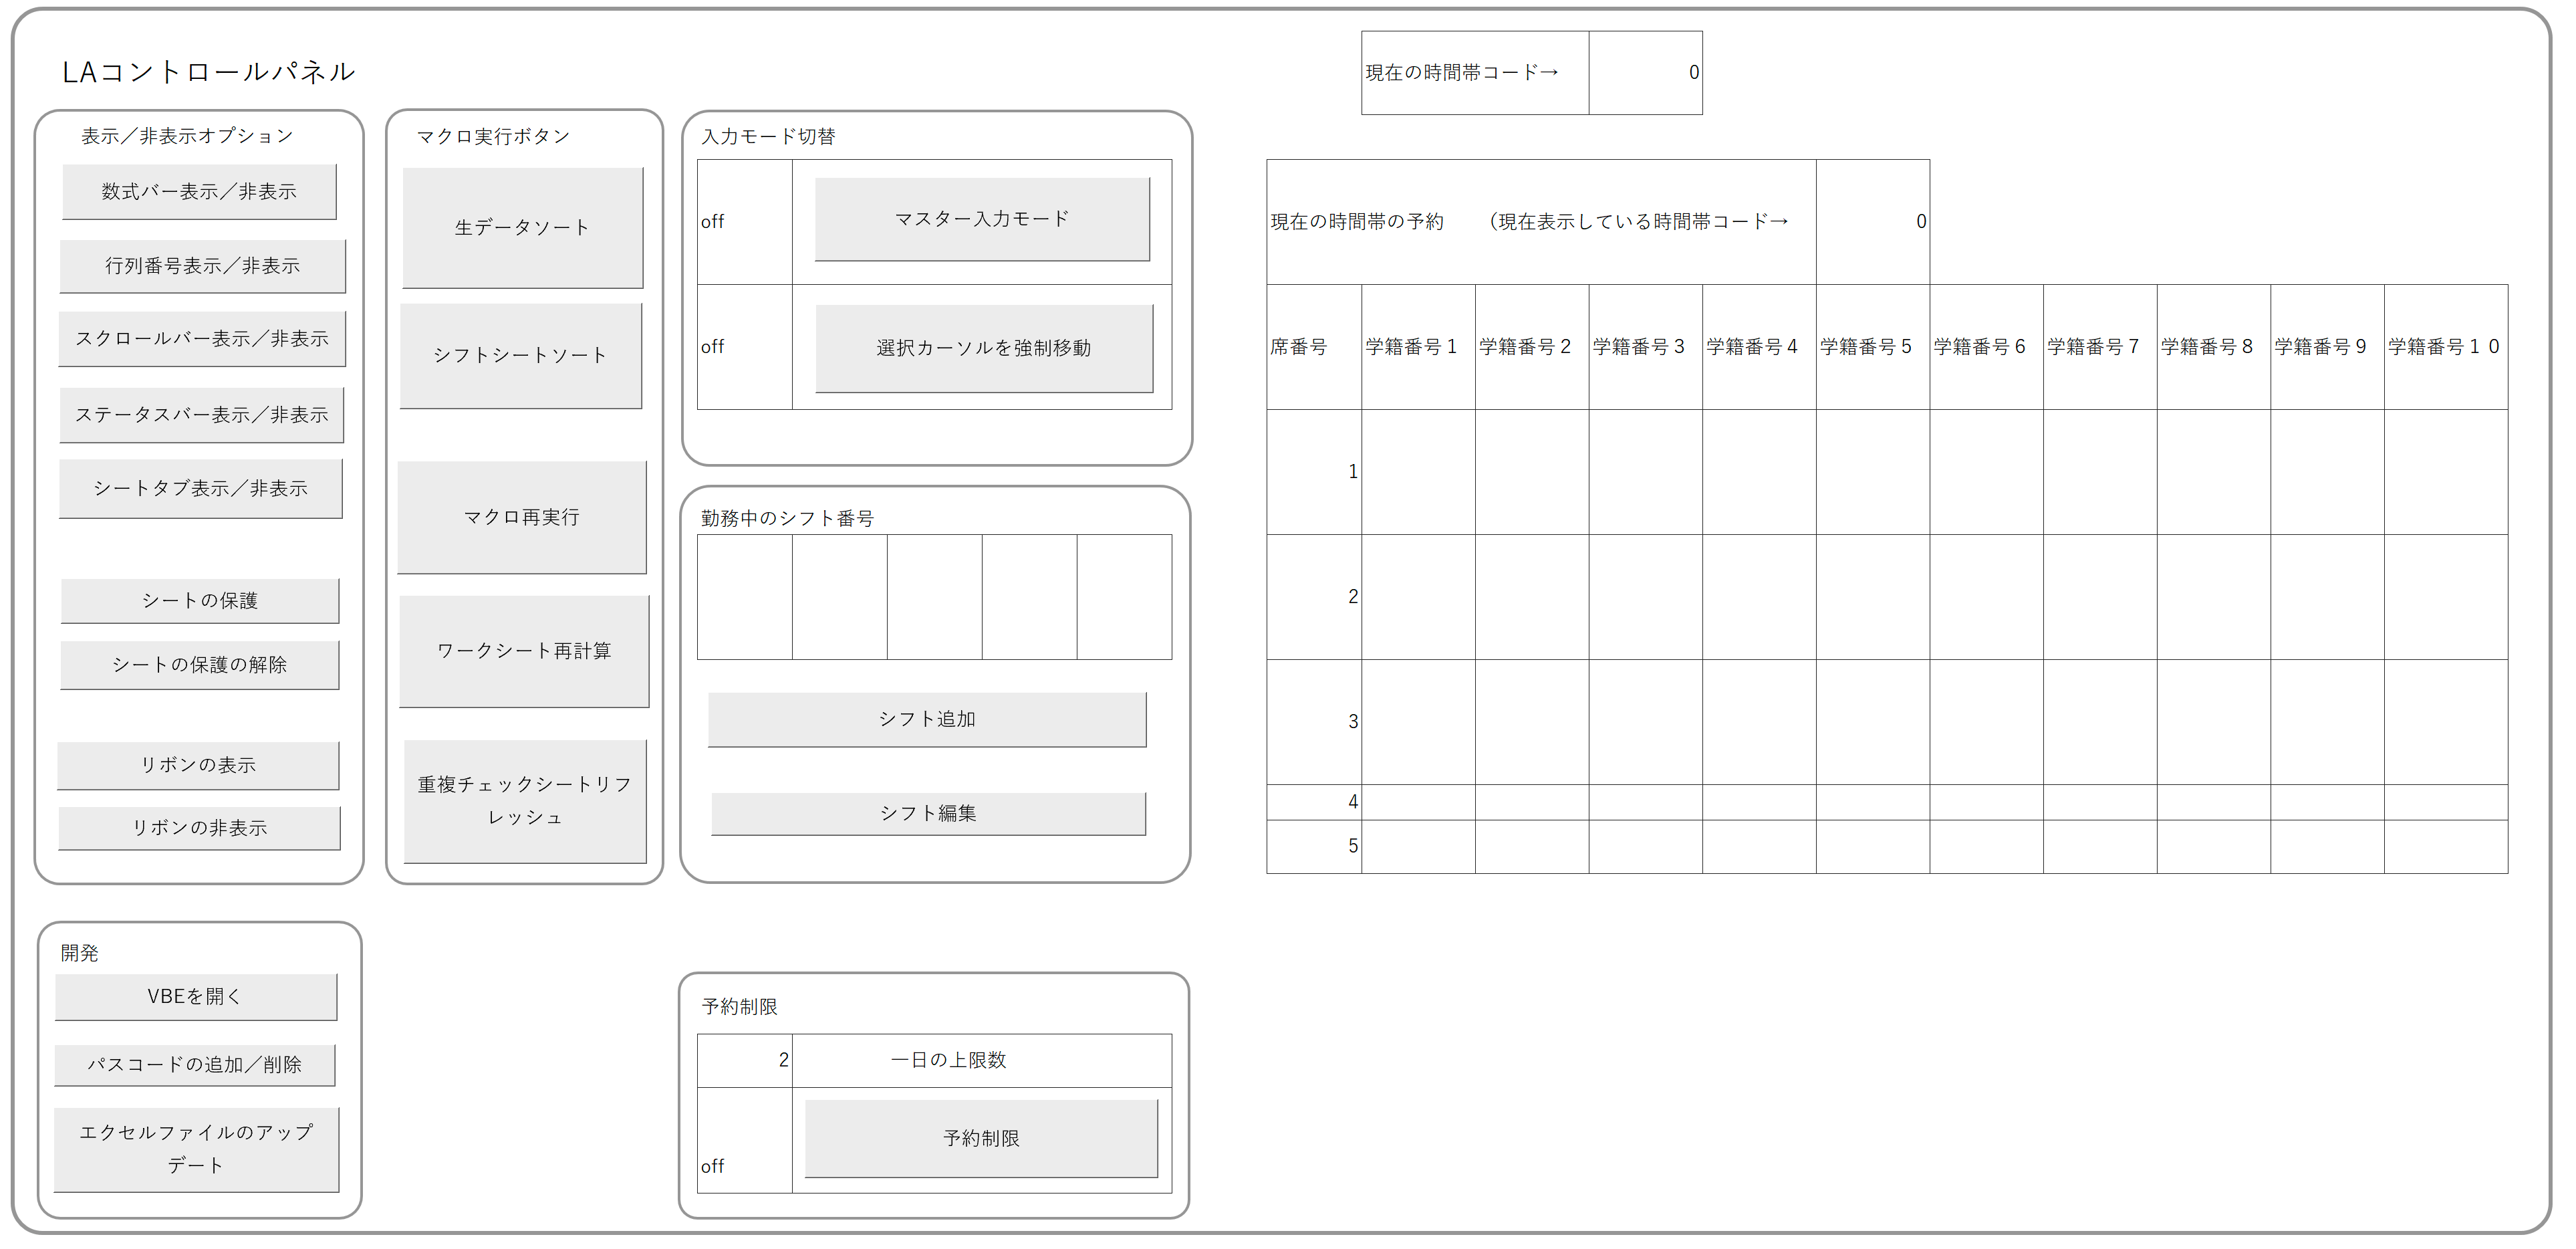 LAコントロールパネル
現在の時間帯コード→ 0
表示／非表示オプション
数式バー表示／非表示
行列番号表示／非表示
スクロールバー表示／非表示
ステータスバー表示／非表示
シートタブ表示／非表示
シートの保護
シートの保護の解除
リボンの表示
リボンの非表示
マクロ実行ボタン
生データソート
シフトシートソート
マクロ再実行
ワークシート再計算
重複チェックシートリフ
レッシュ
入力モード切替
off マスター入力モード
off 選択カーソルを強制移動
勤務中のシフト番号
シフト追加
シフト編集
現在の時間帯の予約　（現在表示している時間帯コード→ 0
席番号 学籍番号１ 学籍番号２ 学籍番号３ 学籍番号４ 学籍番号５ 学籍番号６ 学籍番号７ 学籍番号８ 学籍番号９ 学籍番号１０
1
2
3
4
5
開発
VBEを開く
パスコードの追加／削除
エクセルファイルのアップ
デート
予約制限
2 一日の上限数
off 予約制限